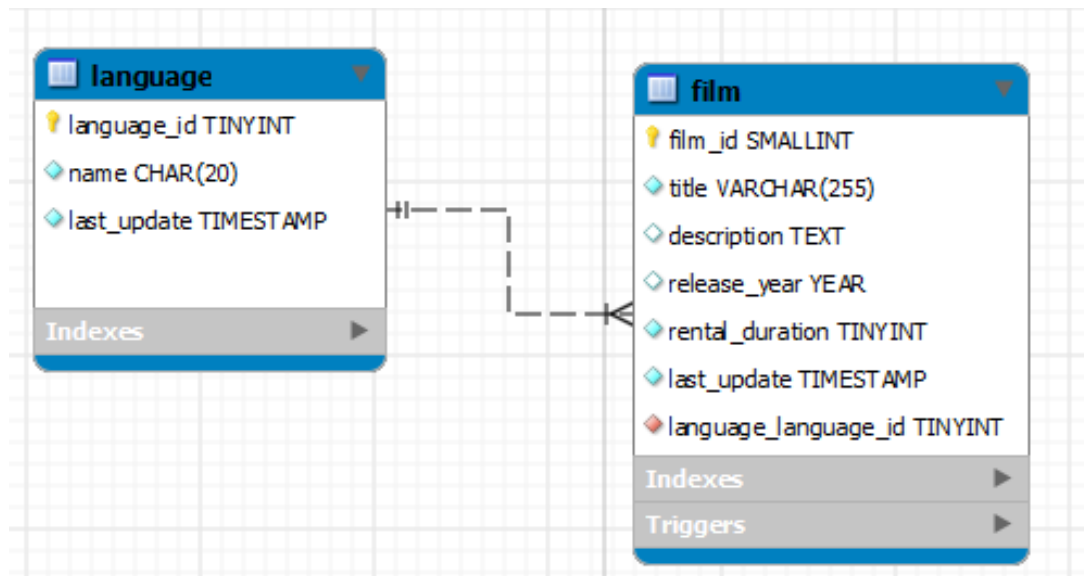 language
language_id TINYINT
name CHAR(20)
last_update TIMESTAMP
Indexes
film
film_id SMALLINT
title VARCHAR(255)
description TEXT
release_year YEAR
rental_duration TINYINT
last_update TIMESTAMP
language_language_id TINYINT
Indexes
Triggers